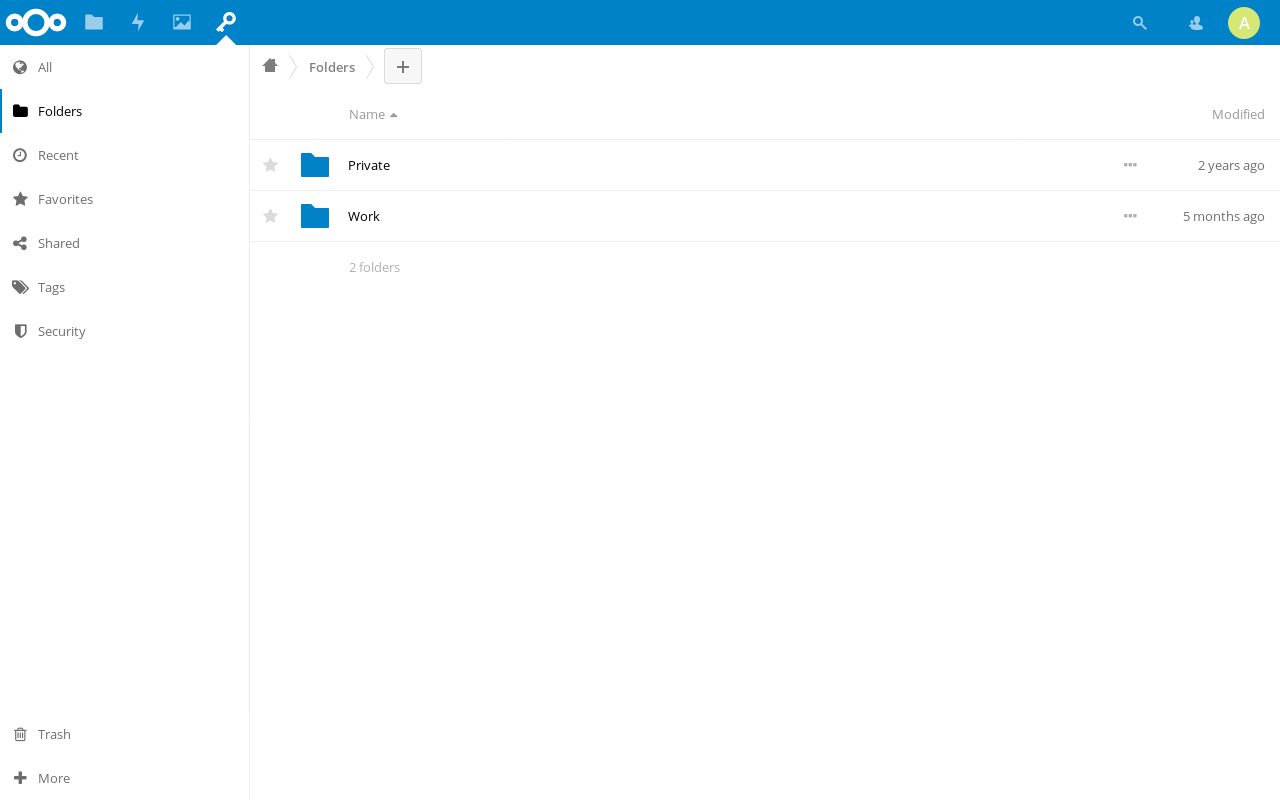 A
All
Folders
Recent
Favorites
Shared
Tags
Security
Trash
More
Folders
Name Modified
Private 2 years ago
Work 5 months ago
2 folders